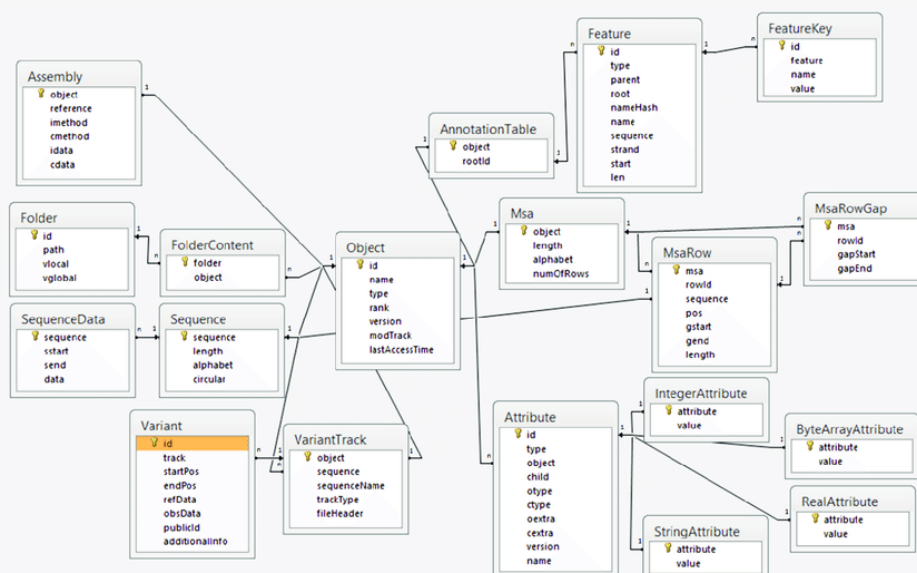 Assembly
object
reference
imethod
cmethod
idata
cdata
Folder
id
path
vlocal
vglobal
FolderContent
folder
object
SequenceData
sequence
sstart
send
data
Sequence
sequence
length
alphabet
circular
Variant
id
track
startPos
endPos
refData
obsData
publicId
additionalInfo
VariantTrack
object
sequence
sequenceName
trackType
fileHeader
Object
id
name
type
rank
version
modTrack
lastAccessTime
AnnotationTable
object
rootId
Feature
id
type
parent
root
nameHash
name
sequence
strand
start
len
FeatureKey
id
feature
name
value
Msa
object
length
alphabet
numOfRows
MsaRow
msa
rowId
sequence
pos
gstart
gend
length
MsaRowGap
msa
rowId
gapStart
gapEnd
Attribute
id
type
object
child
otype
ctype
oextra
cextra
version
name
IntegerAttribute
attribute
value
ByteArrayAttribute
attribute
value
RealAttribute
attribute
value
StringAttribute
attribute
value